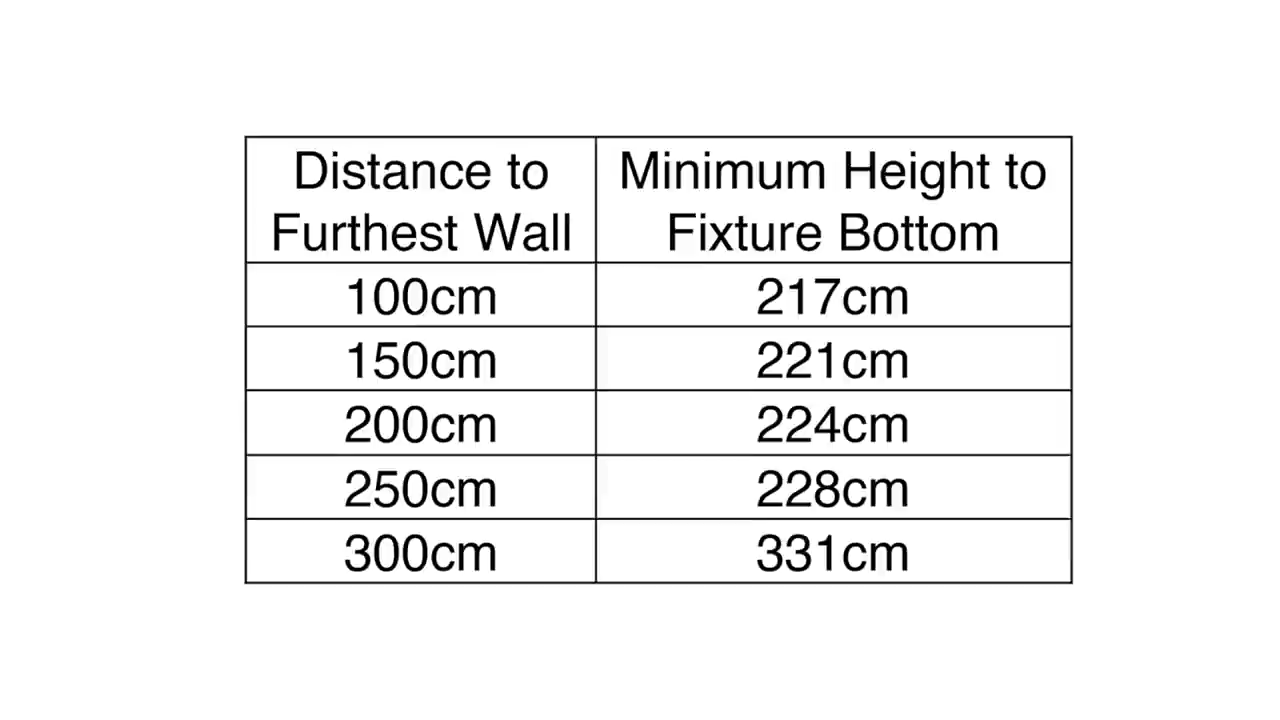 Distance to Furthest Wall	Minimum Height to Fixture Bottom
100cm	217cm
150cm	221cm
200cm	224cm
250cm	228cm
300cm	331cm